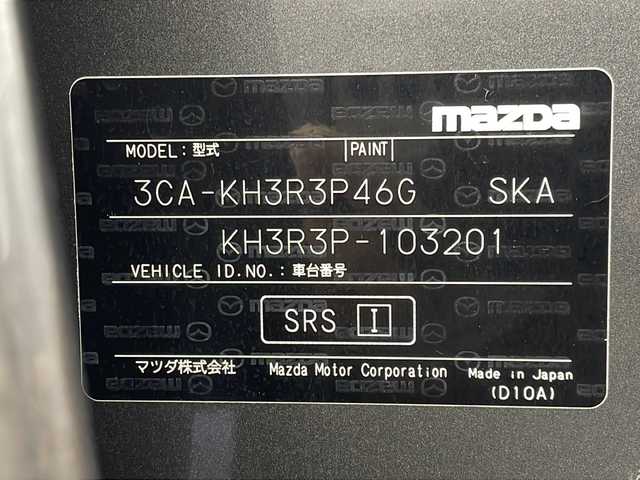 mazda
MODEL：型式 PAINT
3CA-KH3R3P46G SKA
KH3R3P-103201
VEHICLE ID.NO.：車台番号
SRS I
マツダ株式会社 Mazda Motor Corporation Made in Japan
(D10A)